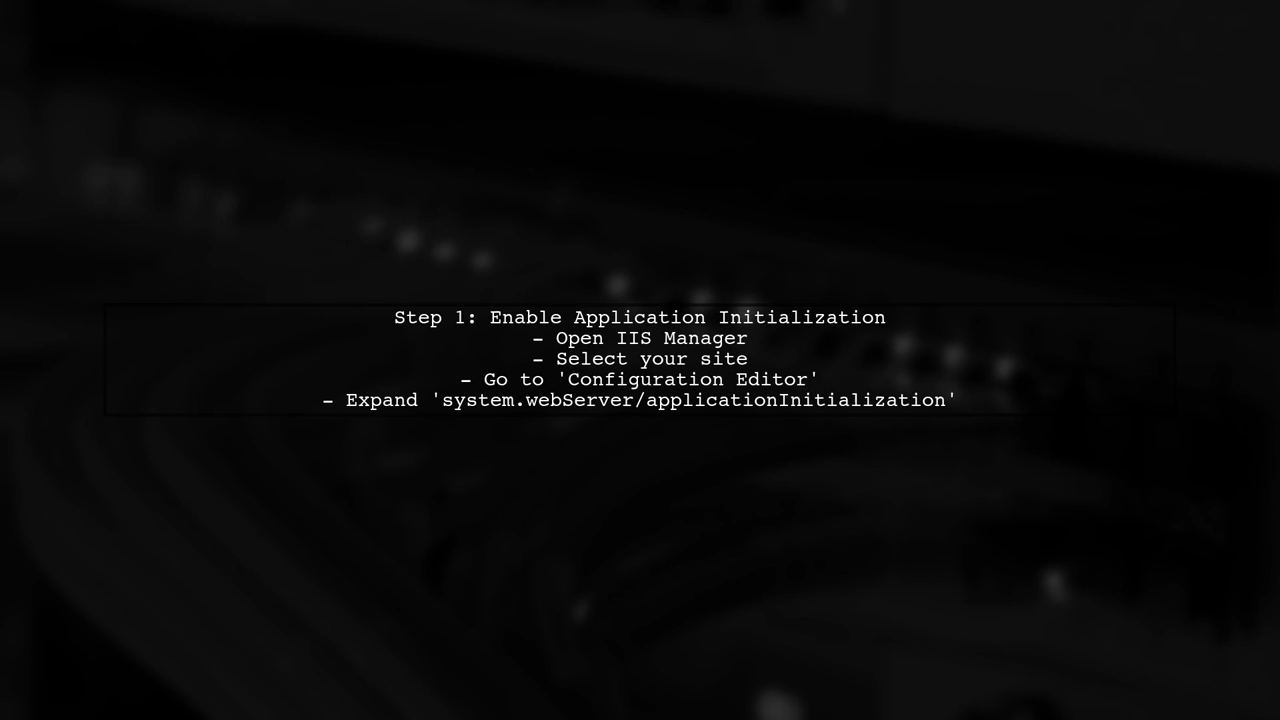 Step 1: Enable Application Initialization
- Open IIS Manager
- Select your site
- Go to 'Configuration Editor'
- Expand 'system.webServer/applicationInitialization'